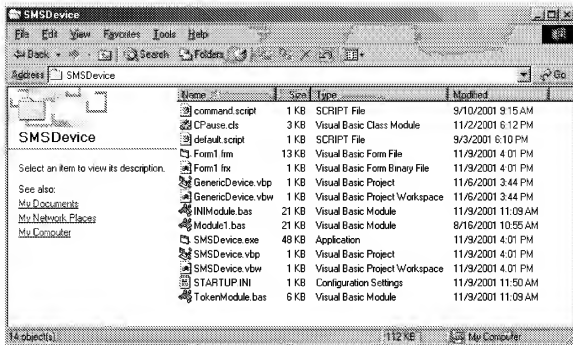 SMSDevice
File Edit View Favorites Tools Help
Back Search Folders
Address SMSDevice Go
Name Size Type Modified
command.script 1 KB SCRIPT File 9/10/2001 9:15 AM
CPause.cls 3 KB Visual Basic Class Module 11/2/2001 6:12 PM
default.script 1 KB SCRIPT File 9/3/2001 6:10 PM
Form1.frm 13 KB Visual Basic Form File 11/9/2001 4:01 PM
Form1.frx 1 KB Visual Basic Form Binary File 11/9/2001 4:01 PM
GenericDevice.vbp 1 KB Visual Basic Project 11/6/2001 3:44 PM
GenericDevice.vbw 1 KB Visual Basic Project Workspace 11/6/2001 3:44 PM
INIModule.bas 21 KB Visual Basic Module 11/9/2001 11:09 AM
Module1.bas 21 KB Visual Basic Module 8/16/2001 10:55 AM
SMSDevice.exe 48 KB Application 11/9/2001 4:01 PM
SMSDevice.vbp 1 KB Visual Basic Project 11/9/2001 4:01 PM
SMSDevice.vbw 1 KB Visual Basic Project Workspace 11/9/2001 4:01 PM
STARTUP.INI 1 KB Configuration Settings 11/9/2001 11:50 AM
TokenModule.bas 6 KB Visual Basic Module 11/9/2001 11:09 AM
SMSDevice
Select an item to view its description.
See also:
My Documents
My Network Places
My Computer
14 object(s) 112 KB My Computer